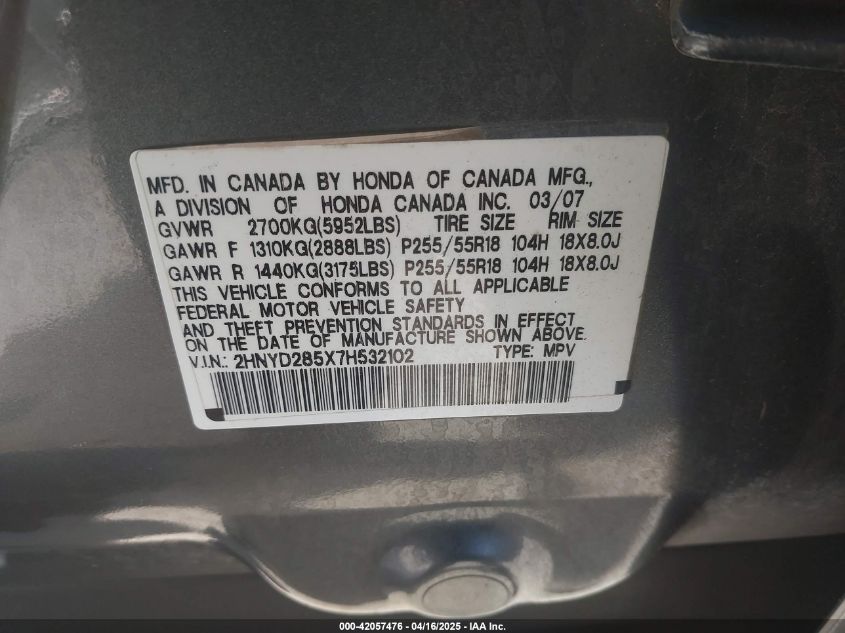 MFD. IN CANADA BY HONDA OF CANADA MFG.,
A DIVISION OF HONDA CANADA INC. 03/07
GVWR 2700KG(5952LBS) TIRE SIZE RIM SIZE
GAWR F 1310KG(2888LBS) P255/55R18 104H 18X8.0J
GAWR R 1440KG(3175LBS) P255/55R18 104H 18X8.0J
THIS VEHICLE CONFORMS TO ALL APPLICABLE
FEDERAL MOTOR VEHICLE SAFETY
AND THEFT PREVENTION STANDARDS IN EFFECT
ON THE DATE OF MANUFACTURE SHOWN ABOVE.
V.I.N.: 2HNYD285X7H532102 TYPE: MPV
000-42057476 - 04/16/2025 - IAA Inc.